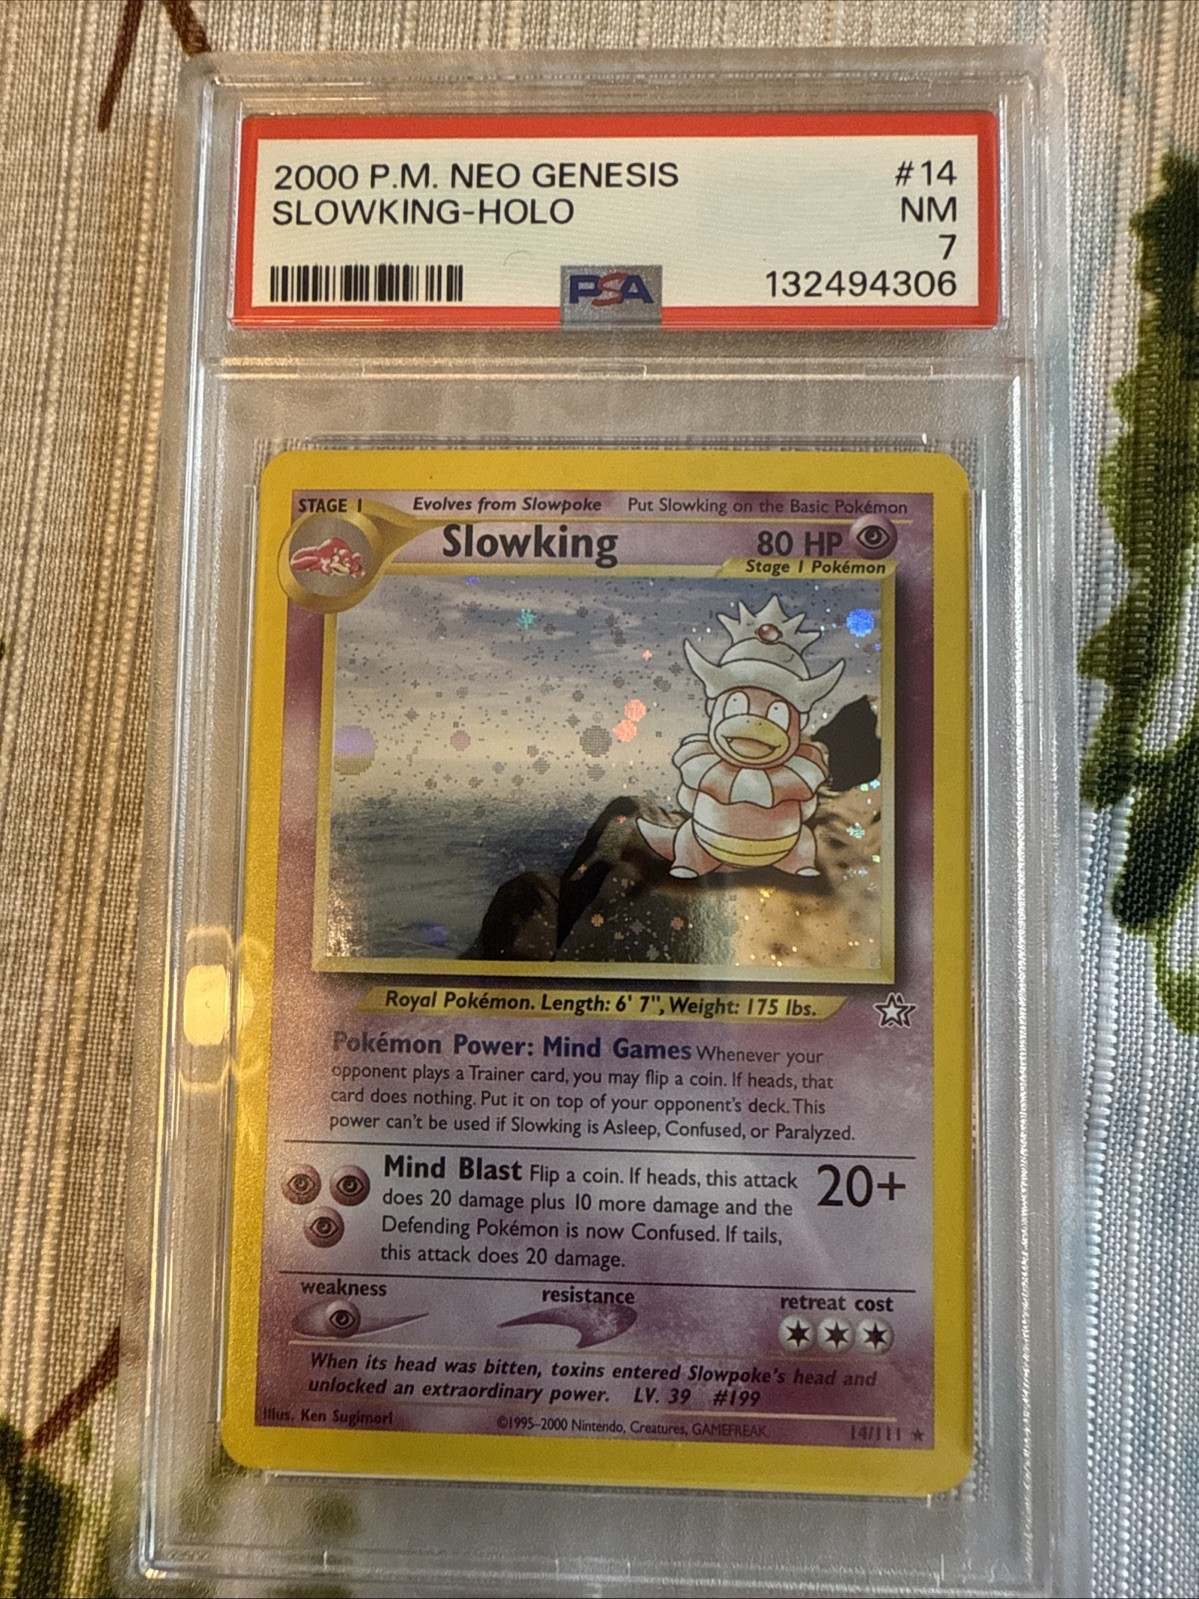 2000 P.M. NEO GENESIS #14
SLOWKING-HOLO NM
7
PSA 132494306
STAGE 1 Evolves from Slowpoke Put Slowking on the Basic Pokémon
Slowking 80 HP
Stage 1 Pokémon
Royal Pokémon. Length: 6' 7", Weight: 175 lbs.
Pokémon Power: Mind Games Whenever your
opponent plays a Trainer card, you may flip a coin. If heads, that
card does nothing. Put it on top of your opponent's deck. This
power can't be used if Slowking is Asleep, Confused, or Paralyzed.
Mind Blast Flip a coin. If heads, this attack 20+
does 20 damage plus 10 more damage and the
Defending Pokémon is now Confused. If tails,
this attack does 20 damage.
weakness resistance retreat cost
When its head was bitten, toxins entered Slowpoke's head and
unlocked an extraordinary power. LV. 39 #199
Illus. Ken Sugimori ©1995-2000 Nintendo, Creatures, GAMEFREAK. 14/111 ★